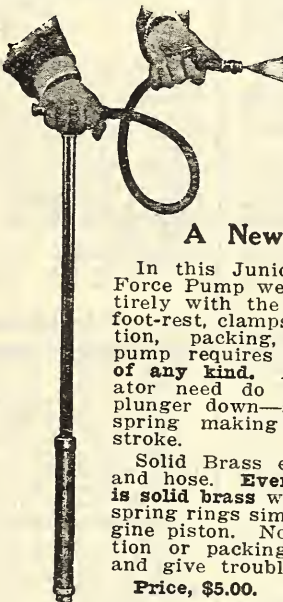 A New
In this Junio
Force Pump we
tirely with the
foot-rest, clamps
tion, packing,
pump requires
of any kind.
ator need do
plunger down—
spring making
stroke.
Solid Brass e
and hose. Ever
is solid brass w
spring rings sim
gine piston. No
tion or packing
and give troubl
Price, $5.00.